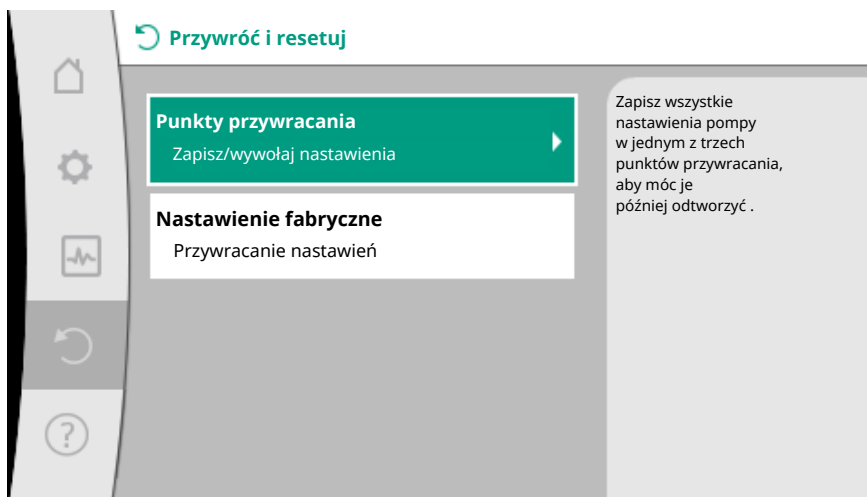 Przywróć i resetuj
Punkty przywracania
Zapisz/wywołaj nastawienia
Nastawienie fabryczne
Przywracanie nastawień
Zapisz wszystkie
nastawienia pompy
w jednym z trzech
punktów przywracania,
aby móc je
później odtworzyć .
?